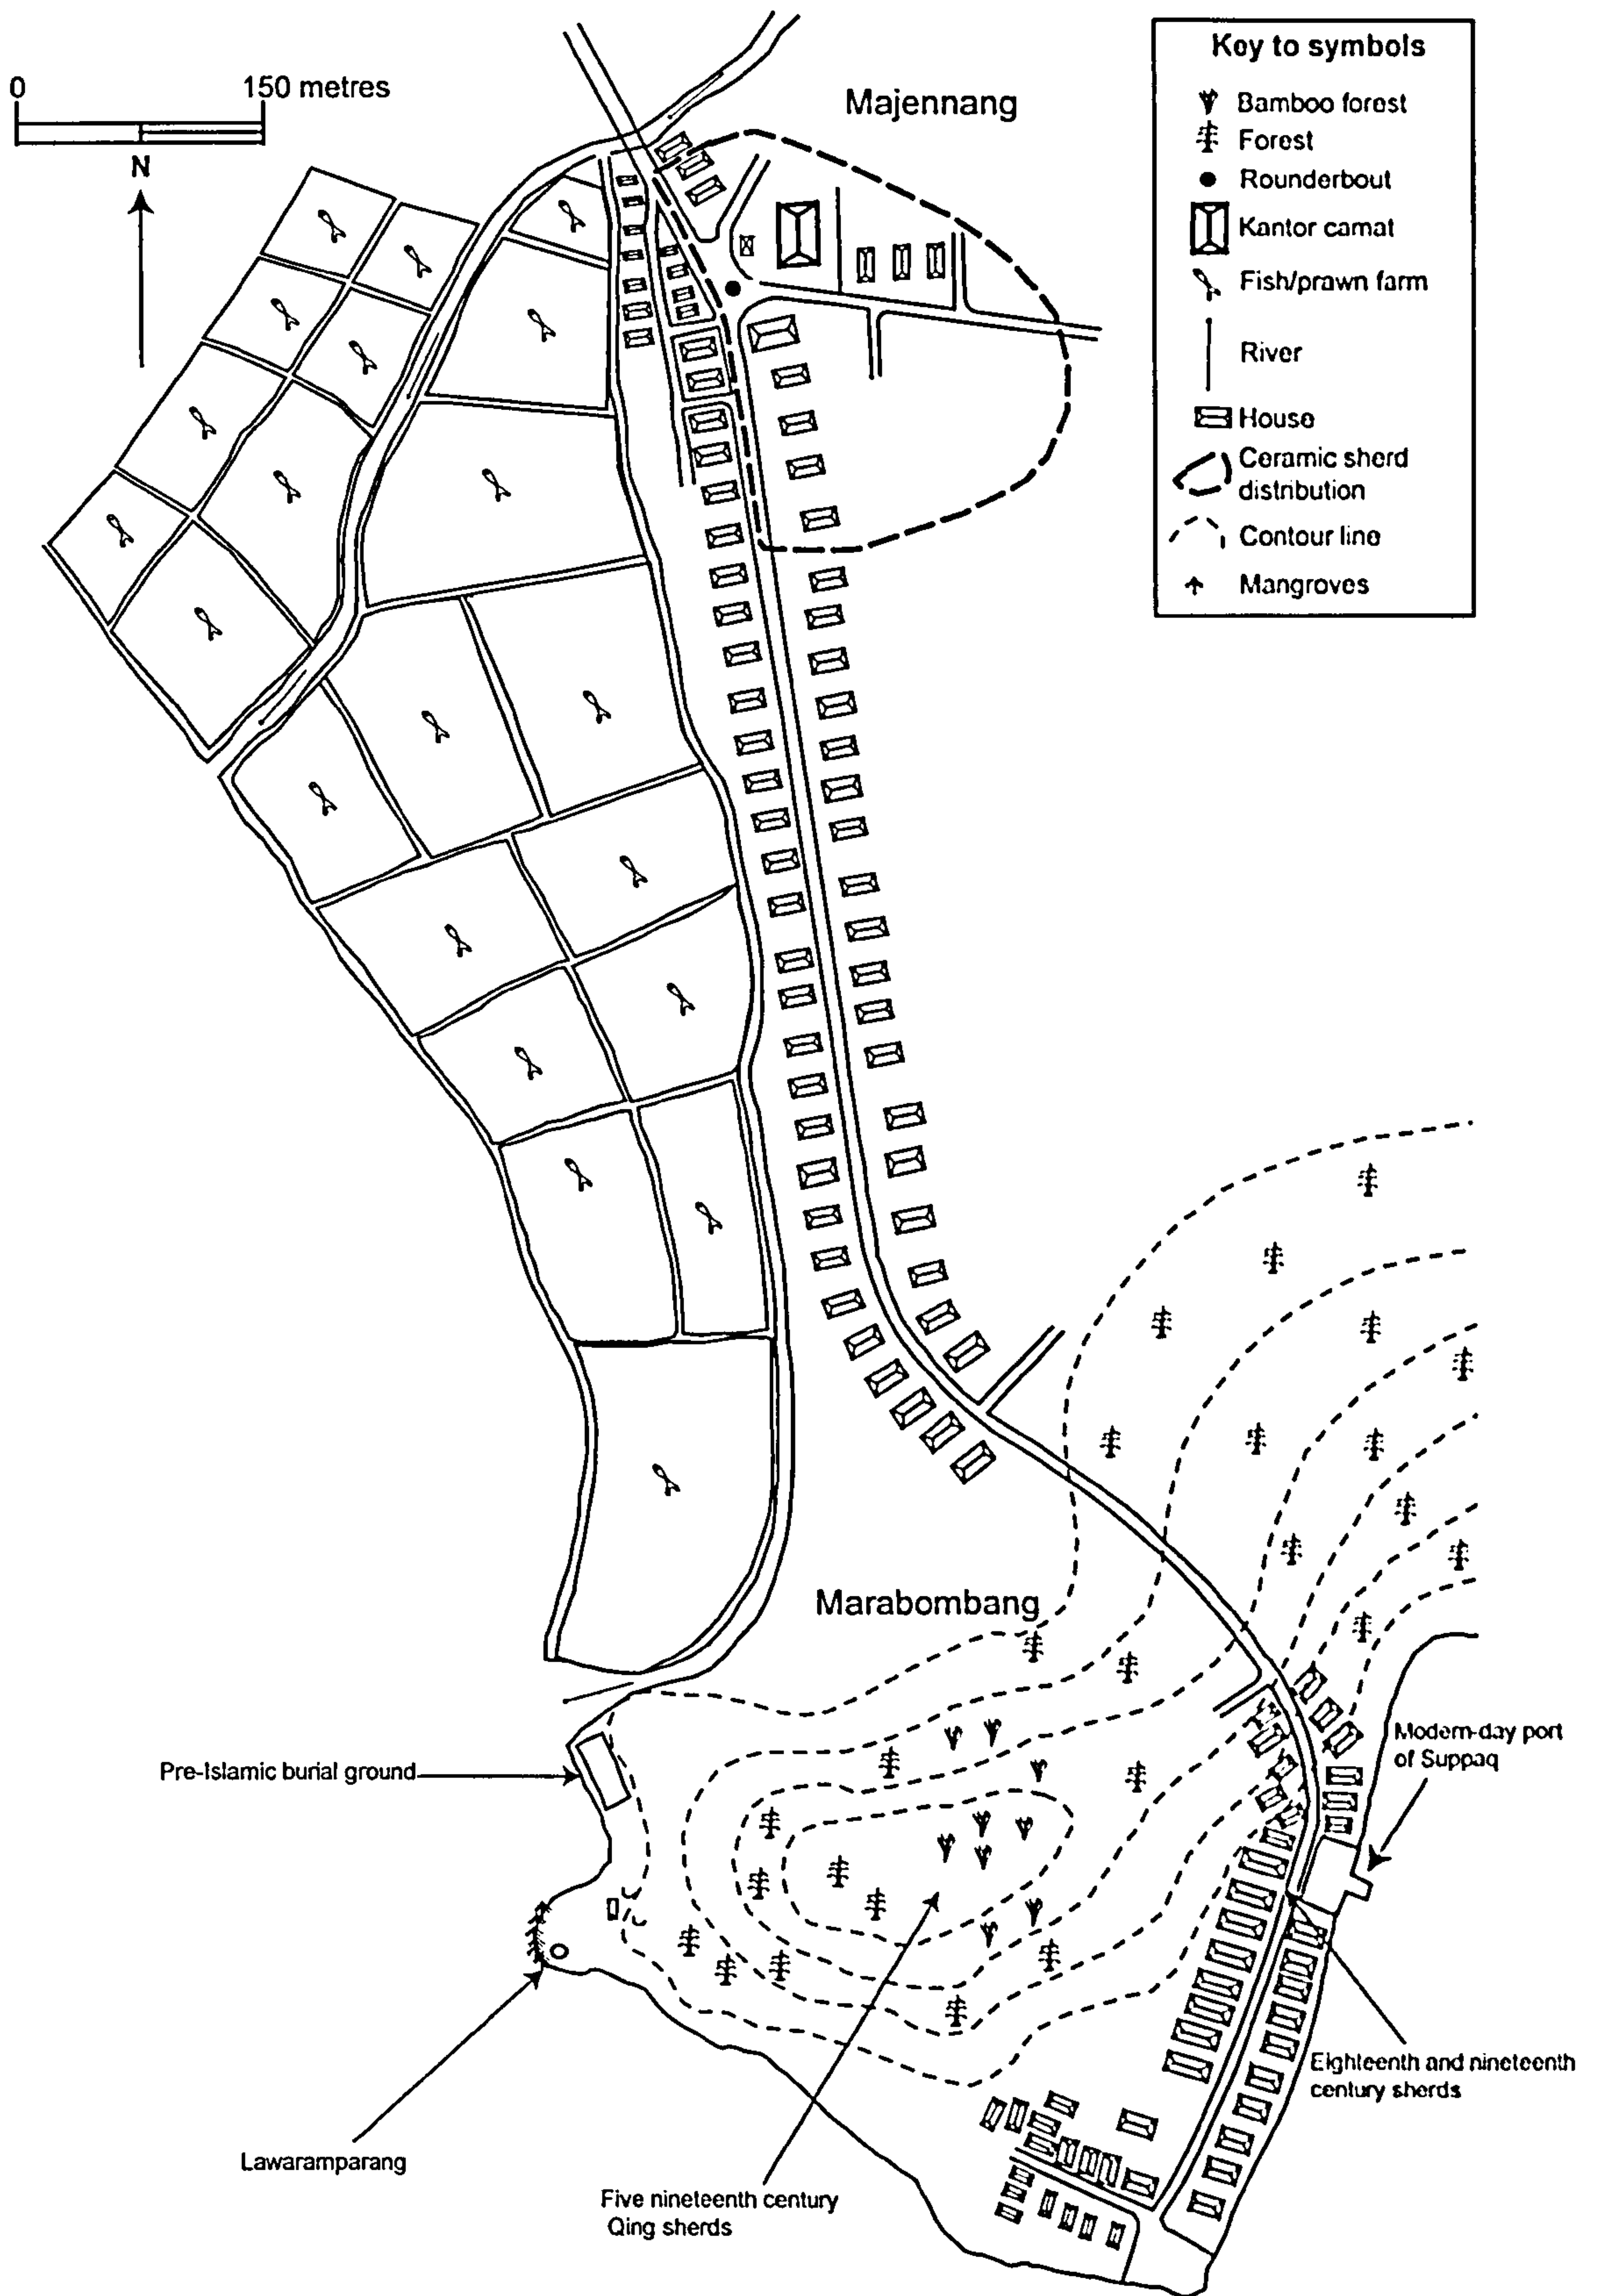 0 150 metres
N
Majennang
Key to symbols
Bamboo forest
Forest
Rounderbout
Kantor camat
Fish/prawn farm
River
House
Ceramic sherd
distribution
Contour line
Mangroves
Marabombang
Modern-day port
of Suppaq
Pre-Islamic burial ground
Eighteenth and nineteenth
century sherds
Lawaramparang
Five nineteenth century
Qing sherds